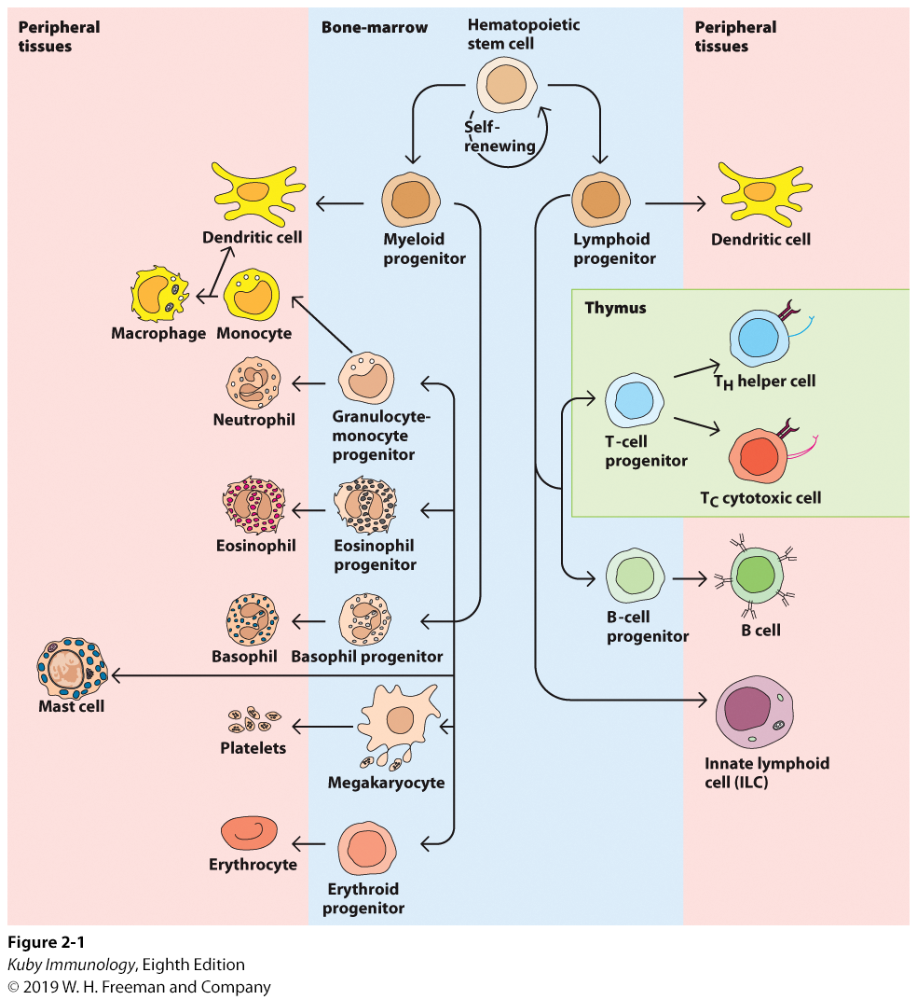 Peripheral
tissues
Bone-marrow
Hematopoietic
stem cell
Peripheral
tissues
Self-
renewing
Dendritic cell
Myeloid
progenitor
Lymphoid
progenitor
Dendritic cell
Macrophage
Monocyte
Thymus
TH helper cell
Neutrophil
Granulocyte-
monocyte
progenitor
T-cell
progenitor
TC cytotoxic cell
Eosinophil
Eosinophil
progenitor
B-cell
progenitor
B cell
Basophil
Basophil progenitor
Mast cell
Platelets
Megakaryocyte
Innate lymphoid
cell (ILC)
Erythrocyte
Erythroid
progenitor
Figure 2-1
Kuby Immunology, Eighth Edition
© 2019 W. H. Freeman and Company